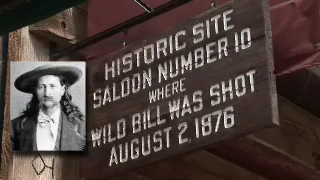 HISTORIC SITE
SALOON NUMBER 10
WHERE
WILD BILL WAS SHOT
AUGUST 2, 1876